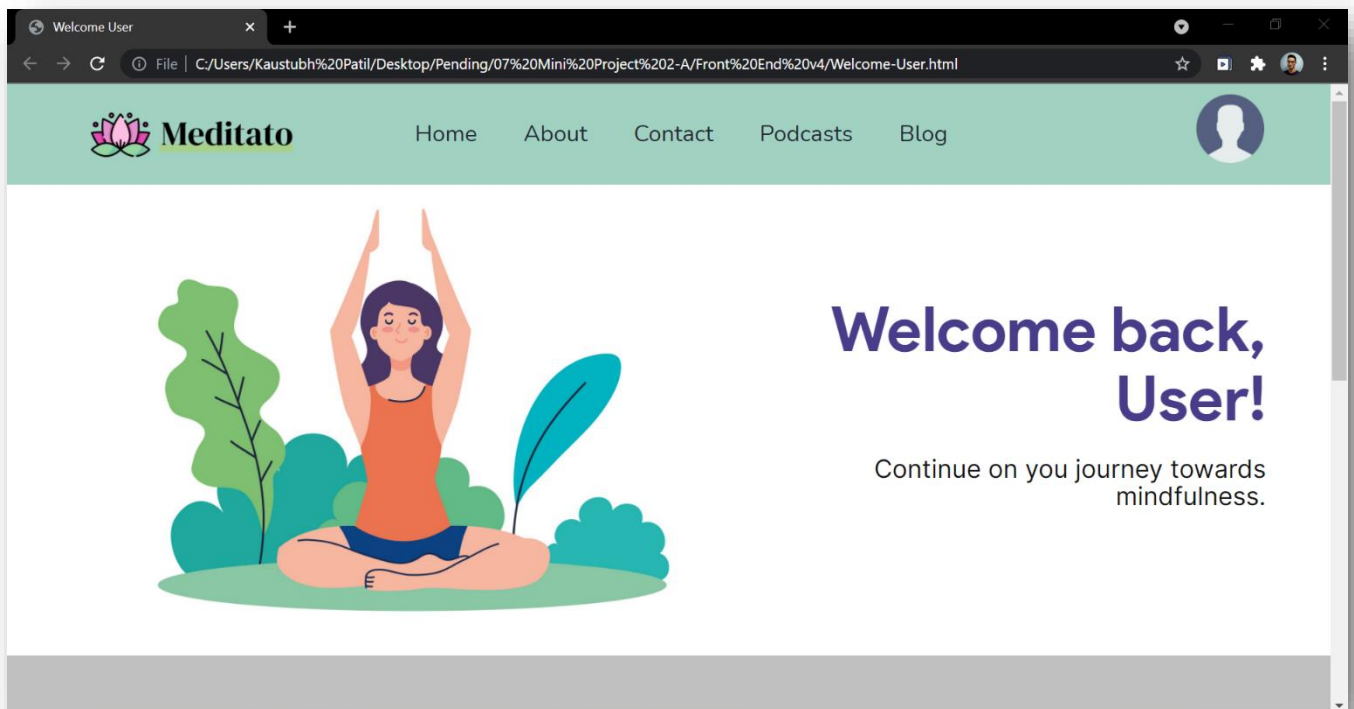 Welcome User
File | C:/Users/Kaustubh%20Patil/Desktop/Pending/07%20Mini%20Project%202-A/Front%20End%20v4/Welcome-User.html
Meditato Home About Contact Podcasts Blog
Welcome back,
User!
Continue on you journey towards
mindfulness.